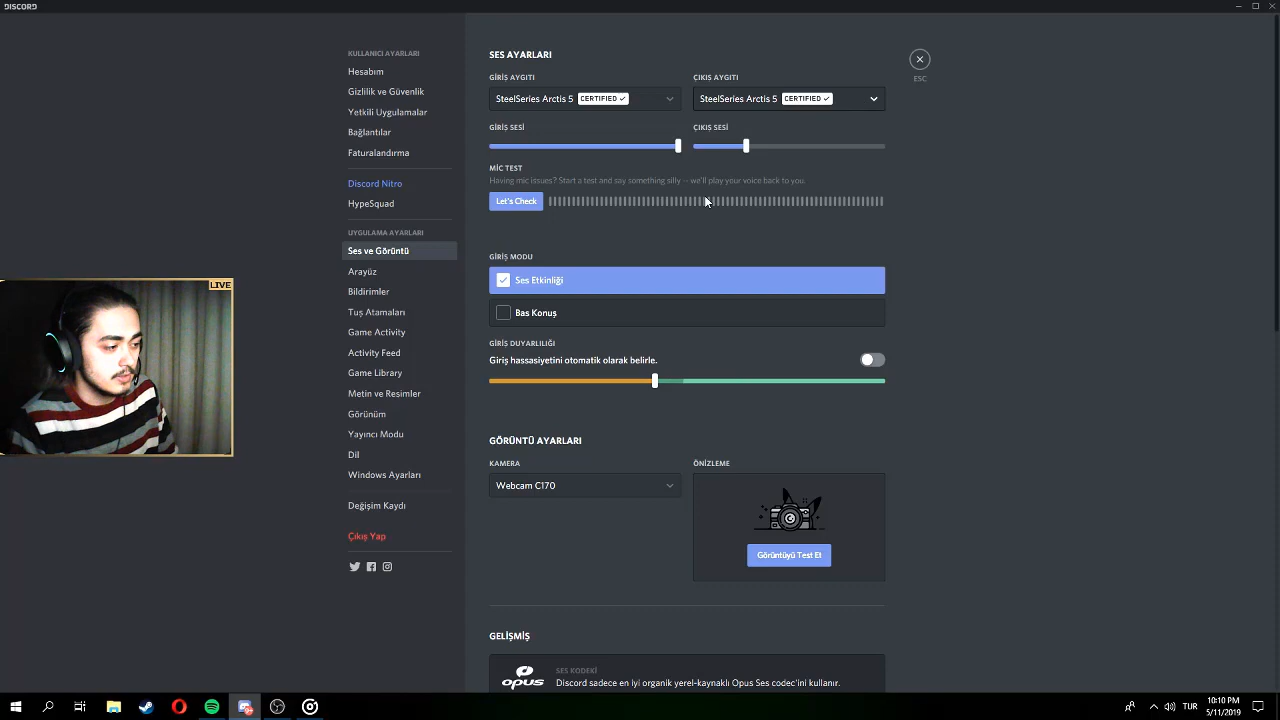 DISCORD
KULLANICI AYARLARI
Hesabım
Gizlilik ve Güvenlik
Yetkili Uygulamalar
Bağlantılar
Faturalandırma
Discord Nitro
HypeSquad
UYGULAMA AYARLARI
Ses ve Görüntü
Arayüz
Bildirimler
Tuş Atamaları
Game Activity
Activity Feed
Game Library
Metin ve Resimler
Görünüm
Yayıncı Modu
Dil
Windows Ayarları
Değişim Kaydı
Çıkış Yap
SES AYARLARI
ESC
GİRİŞ AYGITI
ÇIKIS AYGITI
SteelSeries Arctis 5 CERTIFIED
SteelSeries Arctis 5 CERTIFIED
GİRİŞ SESİ
ÇIKIŞ SESİ
MİC TEST
Having mic issues? Start a test and say something silly -- we'll play your voice back to you.
Let's Check
GİRİŞ MODU
Ses Etkinliği
Bas Konuş
GİRİŞ DUYARLILIĞI
Giriş hassasiyetini otomatik olarak belirle.
GÖRÜNTÜ AYARLARI
KAMERA
ÖNİZLEME
Webcam C170
Görüntüyü Test Et
GELİŞMİŞ
opus
SES KODEKİ
Discord sadece en iyi organik yerel-kaynaklı Opus Ses codec'ini kullanır.
LIVE
TUR
10:10 PM
5/11/2019